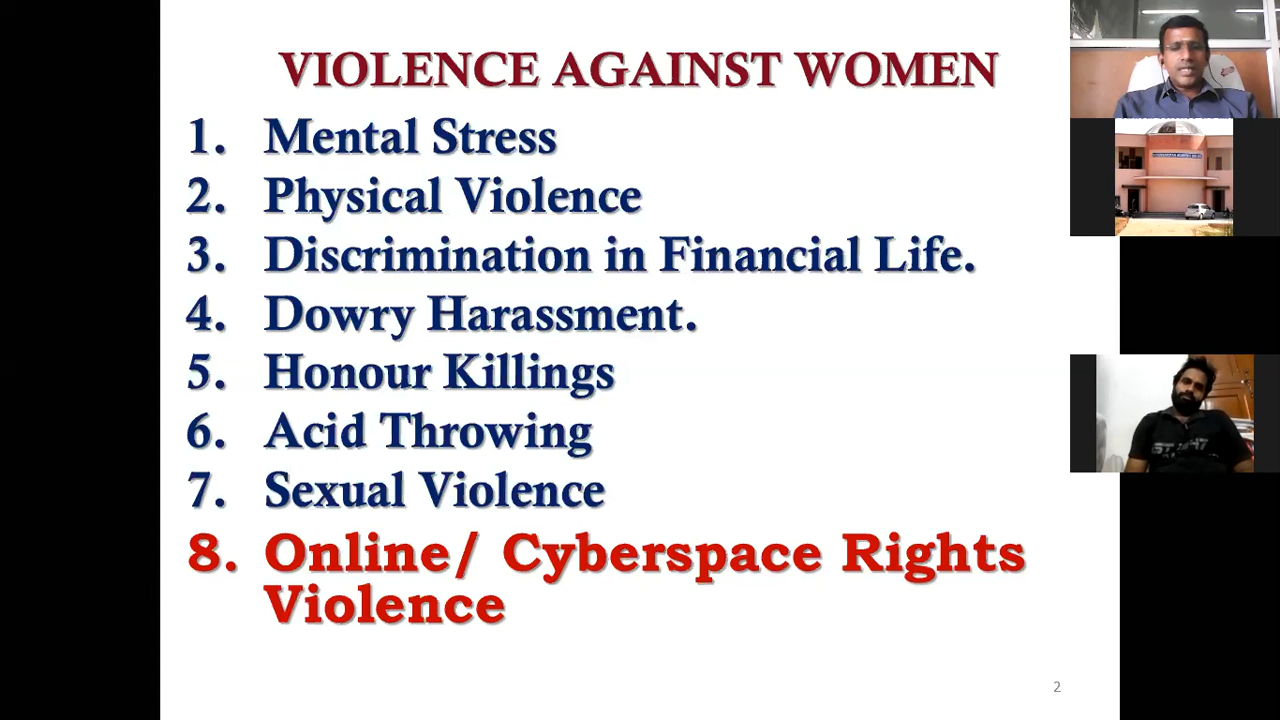 VIOLENCE AGAINST WOMEN
1. Mental Stress
2. Physical Violence
3. Discrimination in Financial Life.
4. Dowry Harassment.
5. Honour Killings
6. Acid Throwing
7. Sexual Violence
8. Online/ Cyberspace Rights
Violence
2